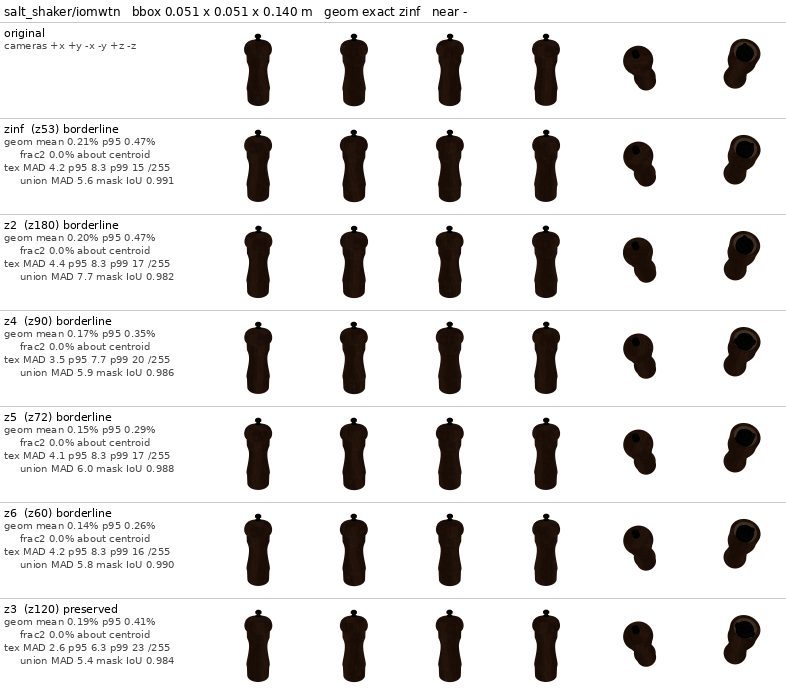 salt_shaker/iomwtn bbox 0.051 x 0.051 x 0.140 m geom exact zinf near -
original
cameras +x +y -x -y +z -z
zinf (z53) borderline
geom mean 0.21% p95 0.47%
frac2 0.0% about centroid
tex MAD 4.2 p95 8.3 p99 15 /255
union MAD 5.6 mask IoU 0.991
z2 (z180) borderline
geom mean 0.20% p95 0.47%
frac2 0.0% about centroid
tex MAD 4.4 p95 8.3 p99 17 /255
union MAD 7.7 mask IoU 0.982
z4 (z90) borderline
geom mean 0.17% p95 0.35%
frac2 0.0% about centroid
tex MAD 3.5 p95 7.7 p99 20 /255
union MAD 5.9 mask IoU 0.986
z5 (z72) borderline
geom mean 0.15% p95 0.29%
frac2 0.0% about centroid
tex MAD 4.1 p95 8.3 p99 17 /255
union MAD 6.0 mask IoU 0.988
z6 (z60) borderline
geom mean 0.14% p95 0.26%
frac2 0.0% about centroid
tex MAD 4.2 p95 8.3 p99 16 /255
union MAD 5.8 mask IoU 0.990
z3 (z120) preserved
geom mean 0.19% p95 0.41%
frac2 0.0% about centroid
tex MAD 2.6 p95 6.3 p99 23 /255
union MAD 5.4 mask IoU 0.984